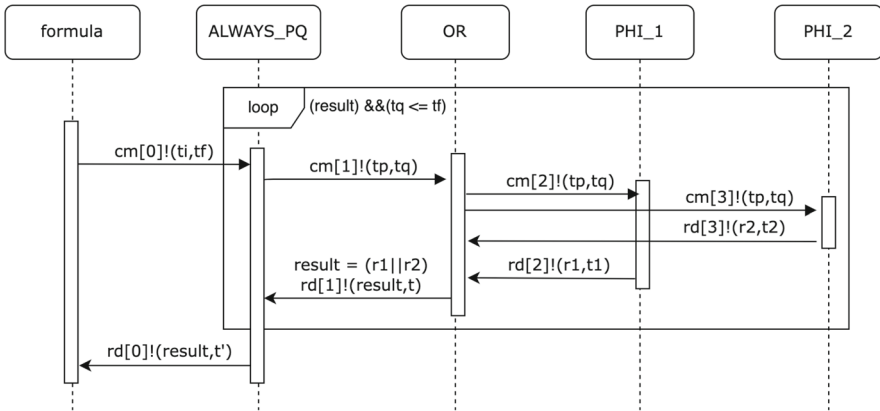 formula
ALWAYS_PQ
OR
PHI_1
PHI_2
loop
(result) &&(tq <= tf)
cm[0]!(ti,tf)
cm[1]!(tp,tq)
cm[2]!(tp,tq)
cm[3]!(tp,tq)
rd[3]!(r2,t2)
result = (r1||r2)
rd[2]!(r1,t1)
rd[1]!(result,t)
rd[0]!(result,t')